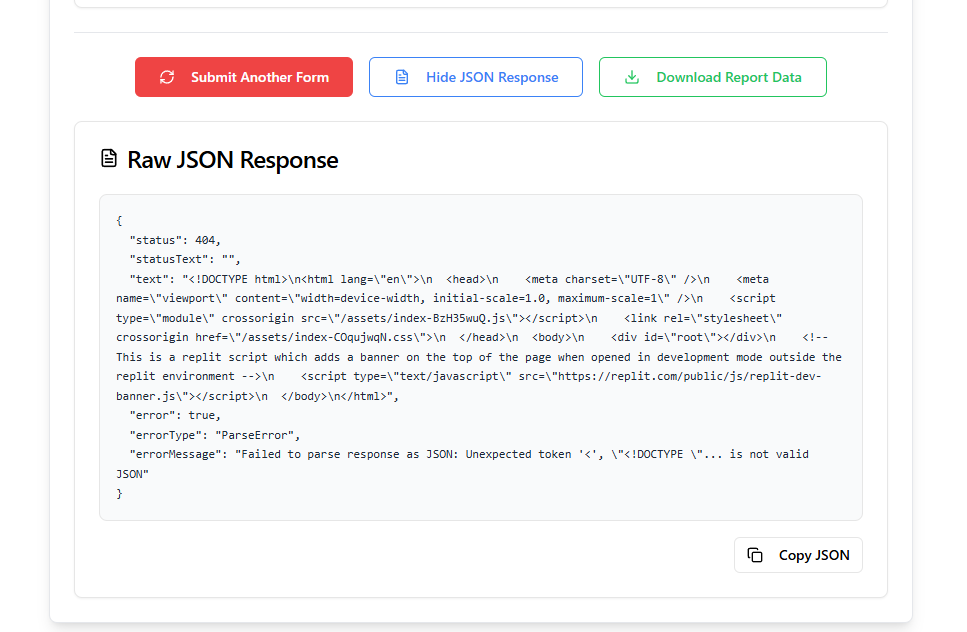 Submit Another Form
Hide JSON Response
Download Report Data
Raw JSON Response
{
  "status": 404,
  "statusText": "",
  "text": "<!DOCTYPE html>\n<html lang=\"en\">\n  <head>\n    <meta charset=\"UTF-8\" />\n    <meta
name=\"viewport\" content=\"width=device-width, initial-scale=1.0, maximum-scale=1\" />\n    <script
type=\"module\" crossorigin src=\"/assets/index-BzH35wuQ.js\"></script>\n    <link rel=\"stylesheet\"
crossorigin href=\"/assets/index-COqujwqN.css\">\n  </head>\n  <body>\n    <div id=\"root\"></div>\n    <!--
This is a replit script which adds a banner on the top of the page when opened in development mode outside the
replit environment -->\n    <script type=\"text/javascript\" src=\"https://replit.com/public/js/replit-dev-
banner.js\"></script>\n  </body>\n</html>",
  "error": true,
  "errorType": "ParseError",
  "errorMessage": "Failed to parse response as JSON: Unexpected token '<', \"<!DOCTYPE \"... is not valid
JSON"
}
Copy JSON